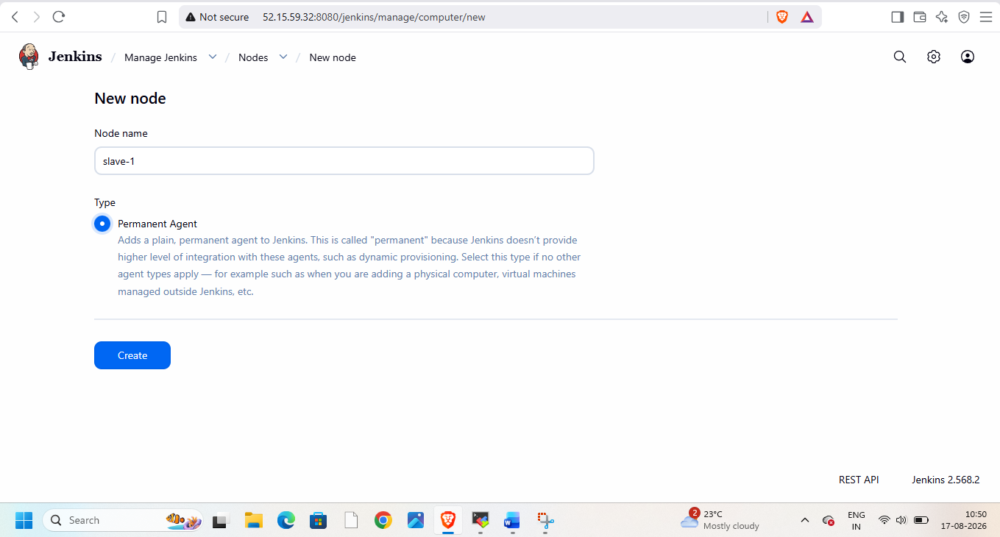 Not secure 52.15.59.32:8080/jenkins/manage/computer/new
Jenkins / Manage Jenkins / Nodes / New node
New node
Node name
slave-1
Type
Permanent Agent
Adds a plain, permanent agent to Jenkins. This is called "permanent" because Jenkins doesn't provide
higher level of integration with these agents, such as dynamic provisioning. Select this type if no other
agent types apply — for example such as when you are adding a physical computer, virtual machines
managed outside Jenkins, etc.
Create
REST API Jenkins 2.568.2
Search
2
23°C
Mostly cloudy
ENG
IN
10:50
17-08-2026